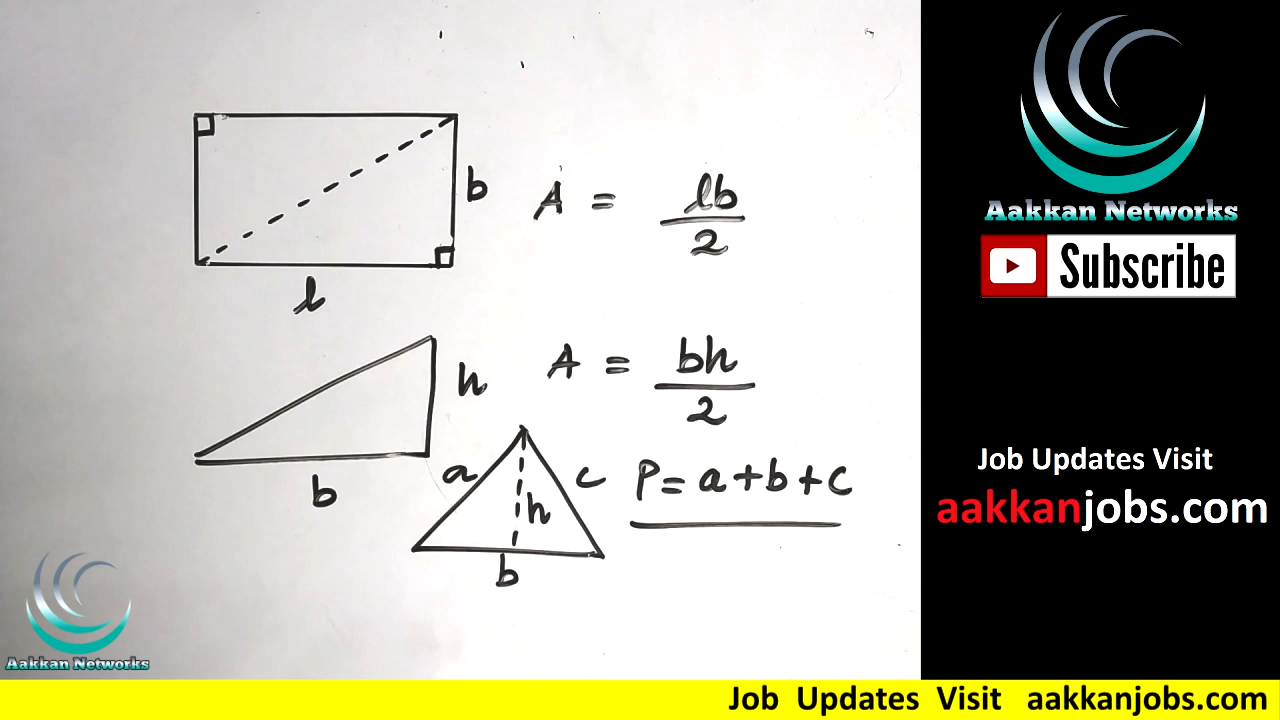 b
A = lb/2
l
h
A = bh/2
b
a
c
h
b
P = a + b + c
Aakkan Networks
Subscribe
Job Updates Visit
aakkanjobs.com
Aakkan Networks
Job Updates Visit aakkanjobs.com